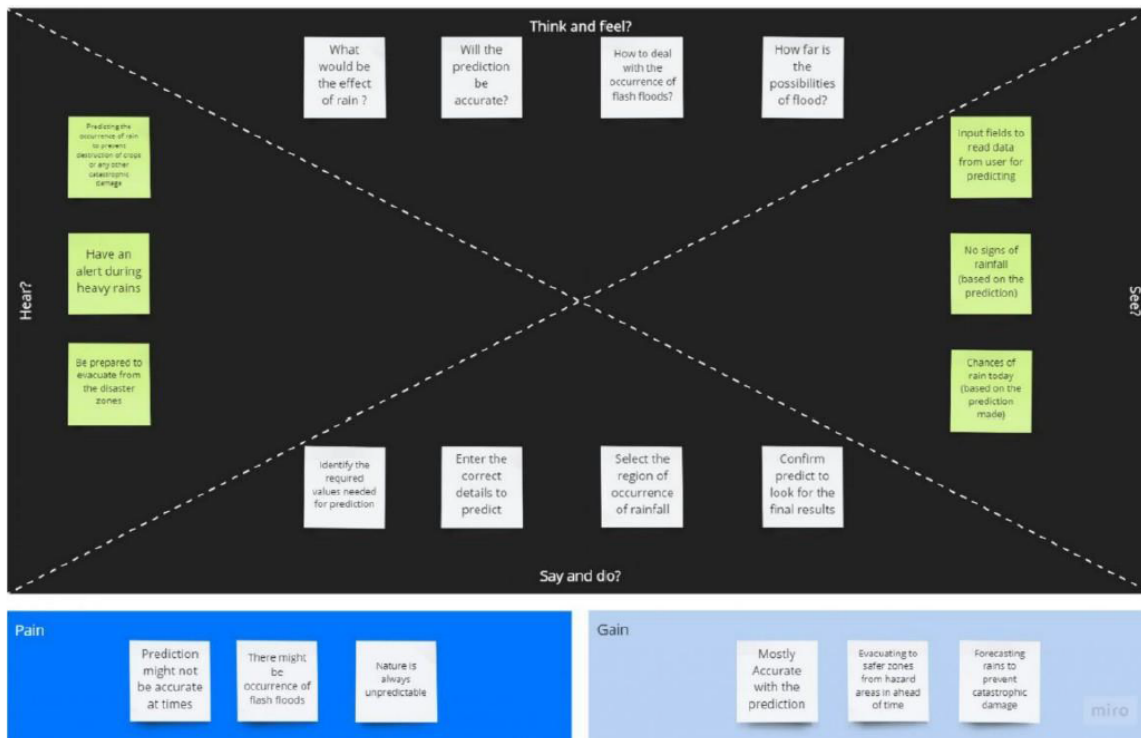 Think and feel?
What
would be
the effect
of rain ?
Will the
prediction
be
accurate?
How to deal
with the
occurrence of
flash floods?
How far is
the
possibilities
of flood?
Hear?
Predicting the
occurrence of rain
to prevent
destruction of crops
or any other
catastrophic
damage
Have an
alert during
heavy rains
Be prepared to
evacuate from
the disaster
zones
See?
Input fields to
read data
from user for
predicting
No signs of
rainfall
(based on the
prediction)
Chances of
rain today
(based on the
prediction
made)
Identify the
required
values needed
for prediction
Enter the
correct
details to
predict
Select the
region of
occurrence
of rainfall
Confirm
predict to
look for the
final results
Say and do?
Pain
Prediction
might not
be accurate
at times
There might
be
occurrence of
flash floods
Nature is
always
unpredictable
Gain
Mostly
Accurate
with the
prediction
Evacuating to
safer zones
from hazard
areas in ahead
of time
Forecasting
rains to
prevent
catastrophic
damage
miro